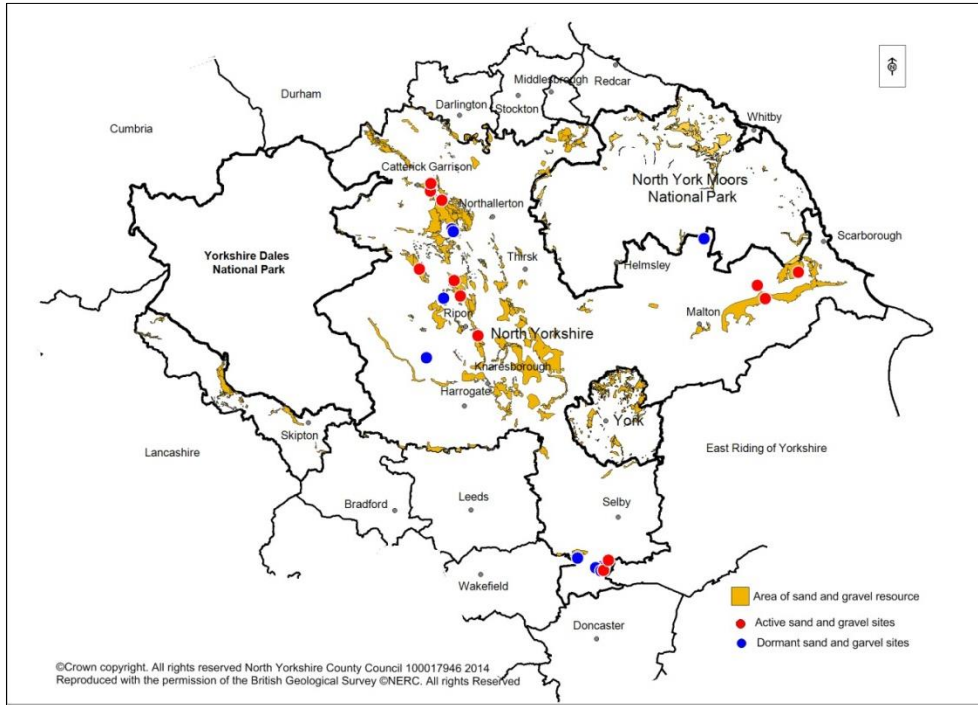 Middlesbrough
Redcar
Durham
Darlington
Stockton
Cumbria
Whitby
Catterick Garrison
North York Moors
National Park
Northallerton
Scarborough
Yorkshire Dales
National Park
Thirsk
Helmsley
Ripon
North Yorkshire
Malton
Knaresborough
Harrogate
York
Skipton
East Riding of Yorkshire
Lancashire
Bradford
Leeds
Selby
Wakefield
Doncaster
Area of sand and gravel resource
Active sand and gravel sites
Dormant sand and garvel sites
©Crown copyright. All rights reserved North Yorkshire County Council 100017946 2014
Reproduced with the permission of the British Geological Survey ©NERC. All rights Reserved